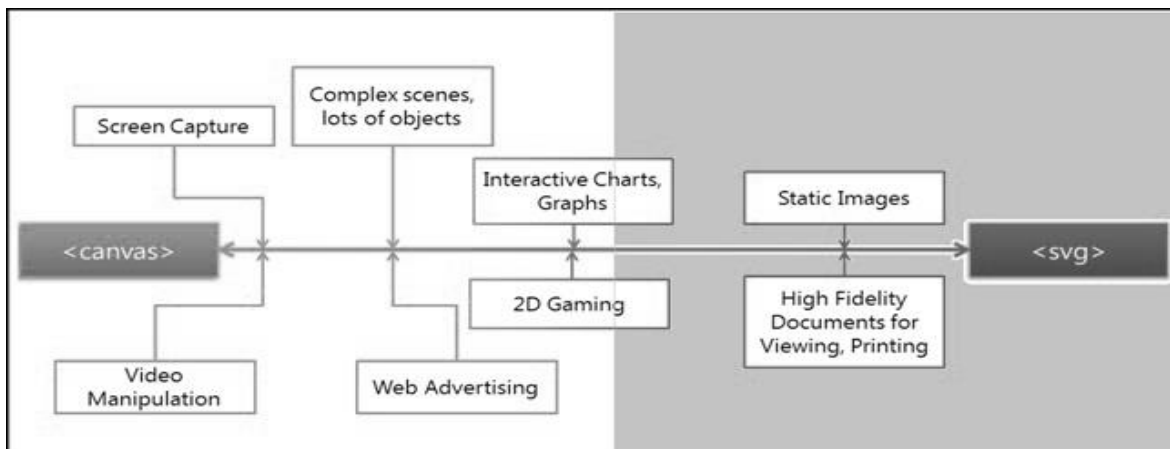 Screen Capture
Complex scenes,
lots of objects
Interactive Charts,
Graphs
Static Images
<canvas>
<svg>
2D Gaming
High Fidelity
Documents for
Viewing, Printing
Video
Manipulation
Web Advertising